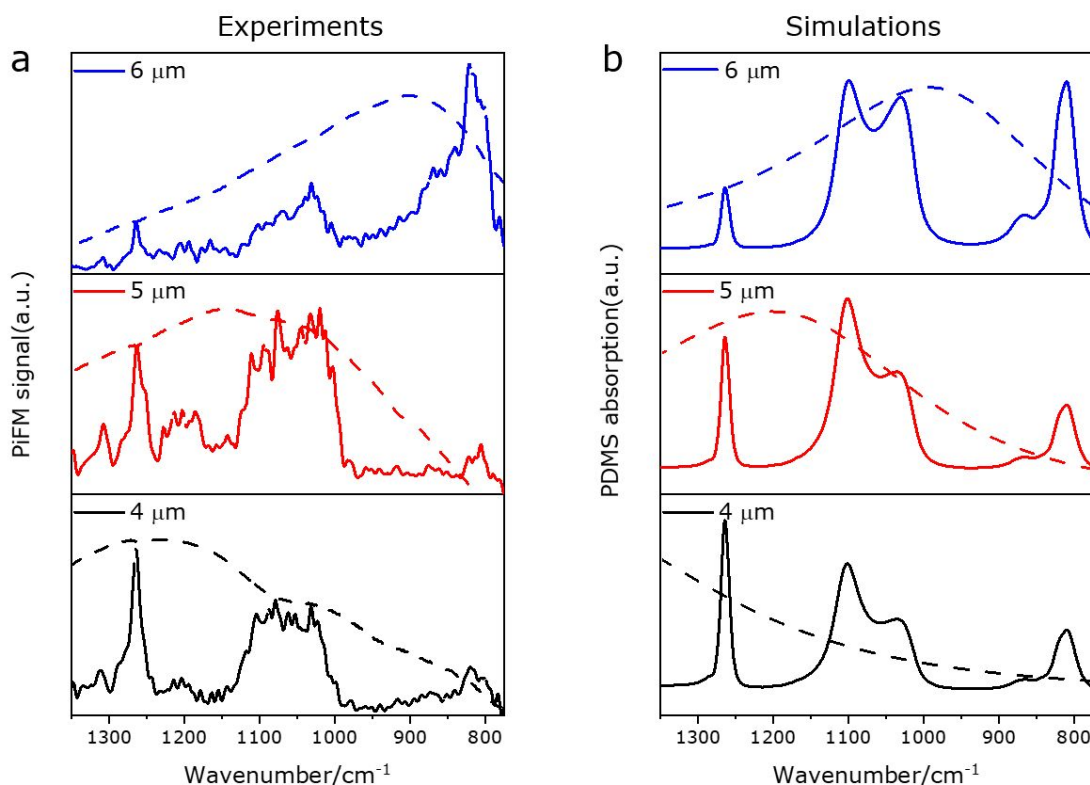 Experiments
a
6 μm
5 μm
4 μm
PiFM signal(a.u.)
1300 1200 1100 1000 900 800
Wavenumber/cm-1
Simulations
b
6 μm
5 μm
4 μm
PDMS absorption(a.u.)
1300 1200 1100 1000 900 800
Wavenumber/cm-1